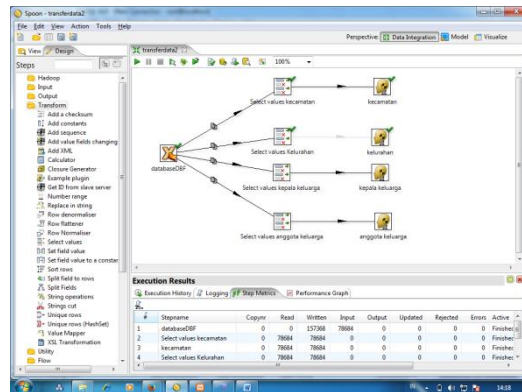 Spoon - transferdata2
File Edit View Action Tools Help
Perspective: Data Integration Model Visualize
View Design
transferdata2
Steps
100%
Hadoop
Input
Output
Transform
Add a checksum
Add constants
Add sequence
Add value fields changing
Add XML
Calculator
Closure Generator
Example plugin
Get ID from slave server
Number range
Replace in string
Row denormaliser
Row flattener
Row Normaliser
Select values
Set field value
Set field value to a constan
Sort rows
Split field to rows
Split Fields
String operations
Strings cut
Unique rows
Unique rows (HashSet)
Value Mapper
XSL Transformation
Utility
Flow
Select values kecamatan
kecamatan
Select values Kelurahan
kelurahan
databaseDBF
Select values kepala keluarga
kepala keluarga
Select values anggota keluarga
anggota keluarga
Execution Results
Execution History Logging Step Metrics Performance Graph
# Stepname Copynr Read Written Input Output Updated Rejected Errors Active
1 databaseDBF 0 0 157368 78684 0 0 0 0 Finished
2 Select values kecamatan 0 78684 78684 0 0 0 0 0 Finished
3 kecamatan 0 78684 78684 0 0 0 0 0 Finished
4 Select values Kelurahan 0 78684 78684 0 0 0 0 0 Finished
IN 14:18